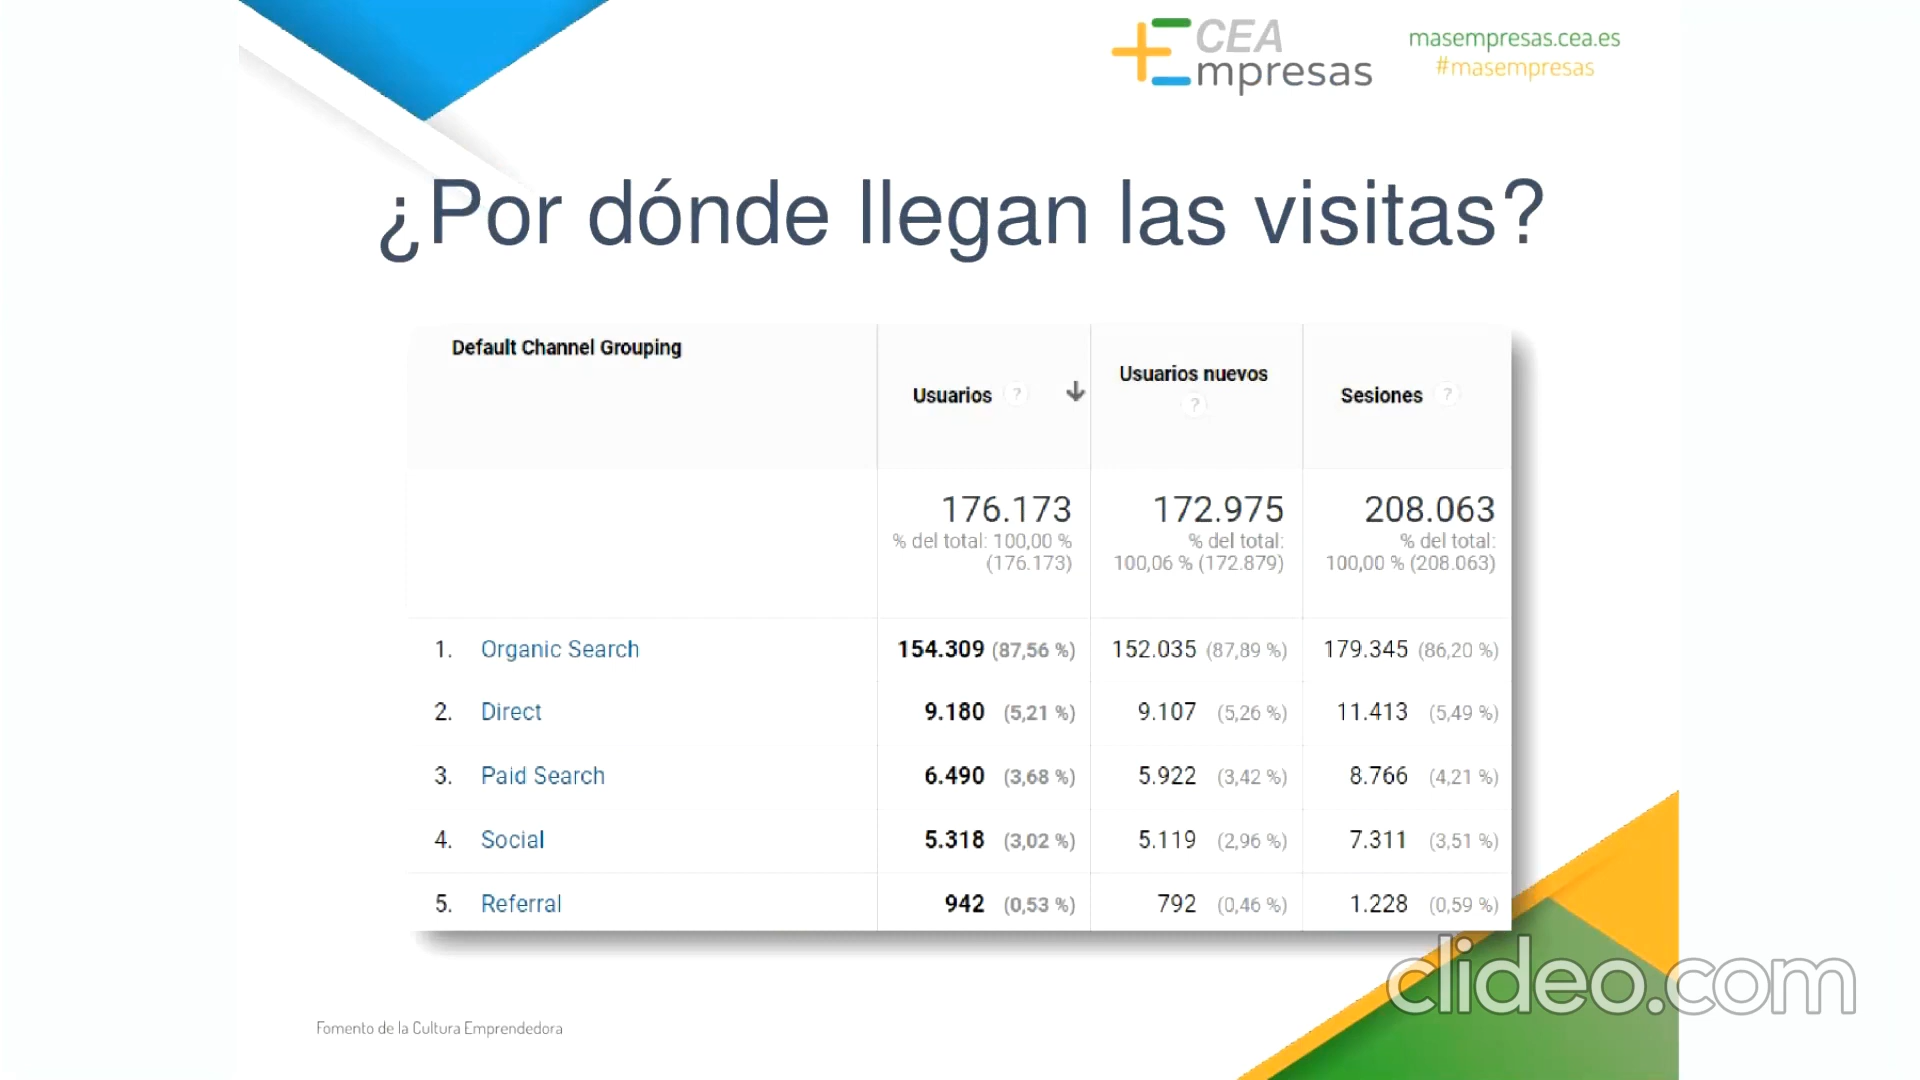 CEA
Empresas
masempresas.cea.es
#masempresas
¿Por dónde llegan las visitas?
Default Channel Grouping
Usuarios ?
Usuarios nuevos
?
Sesiones ?
176.173
% del total: 100,00 %
(176.173)
172.975
% del total:
100,06 % (172.879)
208.063
% del total:
100,00 % (208.063)
1. Organic Search 154.309 (87,56 %) 152.035 (87,89 %) 179.345 (86,20 %)
2. Direct 9.180 (5,21 %) 9.107 (5,26 %) 11.413 (5,49 %)
3. Paid Search 6.490 (3,68 %) 5.922 (3,42 %) 8.766 (4,21 %)
4. Social 5.318 (3,02 %) 5.119 (2,96 %) 7.311 (3,51 %)
5. Referral 942 (0,53 %) 792 (0,46 %) 1.228 (0,59 %)
clideo.com
Fomento de la Cultura Emprendedora